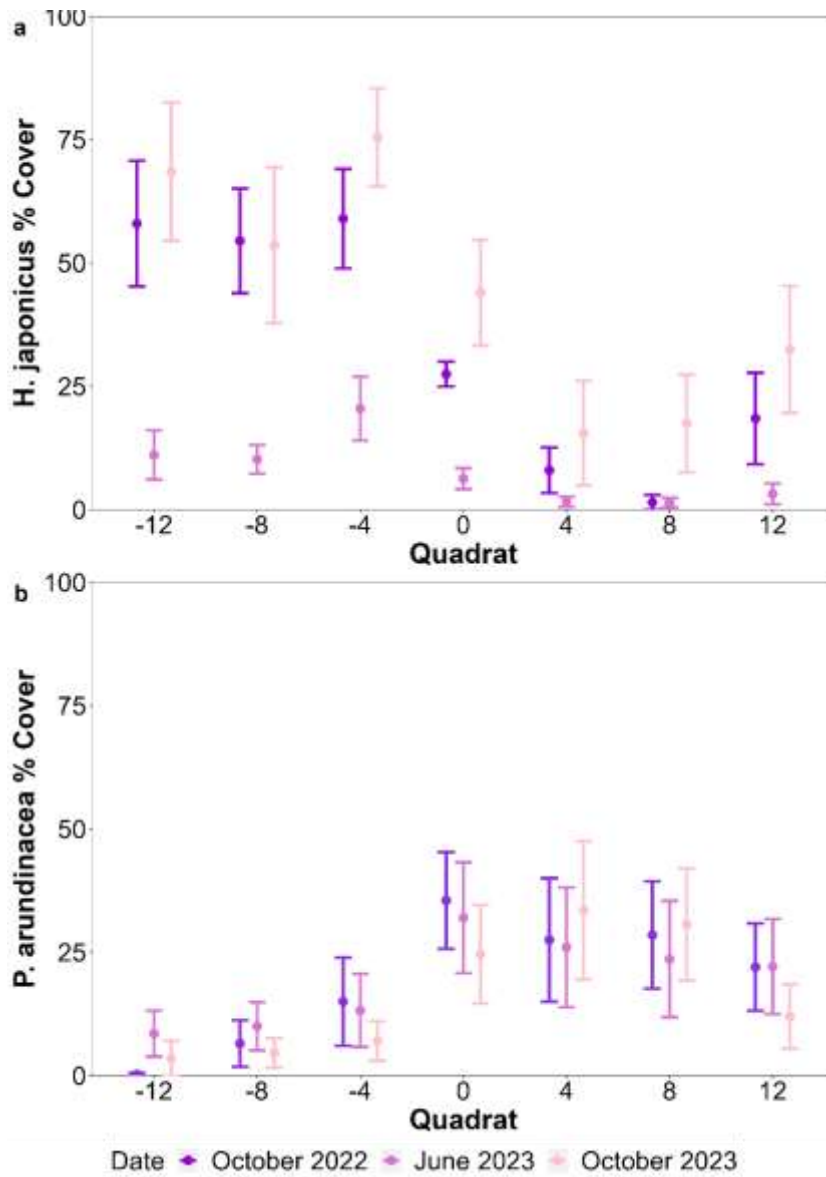 a
H. japonicus % Cover
100
75
50
25
0
-12 -8 -4 0 4 8 12
Quadrat
b
P. arundinacea % Cover
100
75
50
25
0
-12 -8 -4 0 4 8 12
Quadrat
Date October 2022 June 2023 October 2023